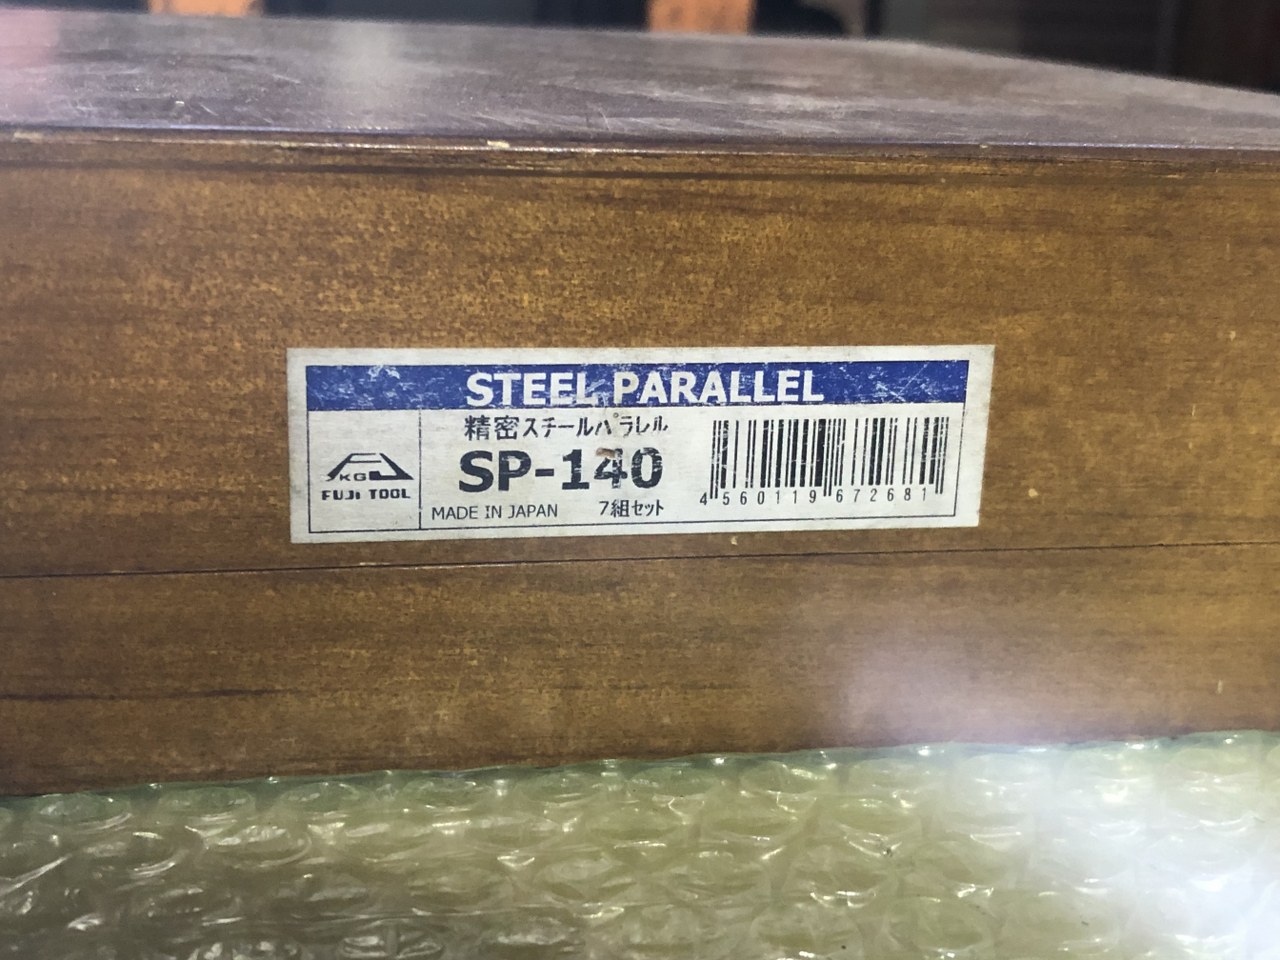 STEEL PARALLEL
精密スチールパラレル
SP-140
KG
FUJI TOOL
MADE IN JAPAN 7組セット
4560119672681